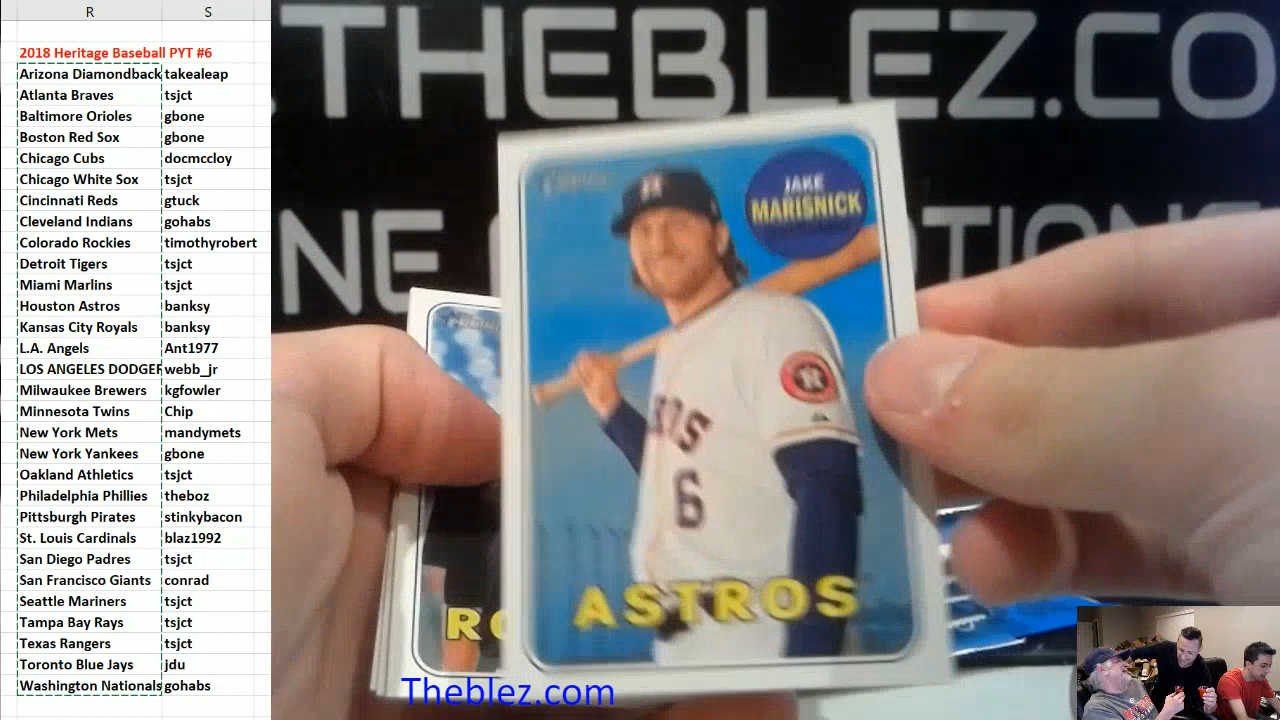 R S
2018 Heritage Baseball PYT #6
Arizona Diamondback takealeap
Atlanta Braves tsjct
Baltimore Orioles gbone
Boston Red Sox gbone
Chicago Cubs docmccloy
Chicago White Sox tsjct
Cincinnati Reds gtuck
Cleveland Indians gohabs
Colorado Rockies timothyrobert
Detroit Tigers tsjct
Miami Marlins tsjct
Houston Astros banksy
Kansas City Royals banksy
L.A. Angels Ant1977
LOS ANGELES DODGER webb_jr
Milwaukee Brewers kgfowler
Minnesota Twins Chip
New York Mets mandymets
New York Yankees gbone
Oakland Athletics tsjct
Philadelphia Phillies theboz
Pittsburgh Pirates stinkybacon
St. Louis Cardinals blaz1992
San Diego Padres tsjct
San Francisco Giants conrad
Seattle Mariners tsjct
Tampa Bay Rays tsjct
Texas Rangers tsjct
Toronto Blue Jays jdu
Washington Nationals gohabs
.THEBLEZ.CO
JAKE
MARISNICK
6
ASTROS
RO
Theblez.com